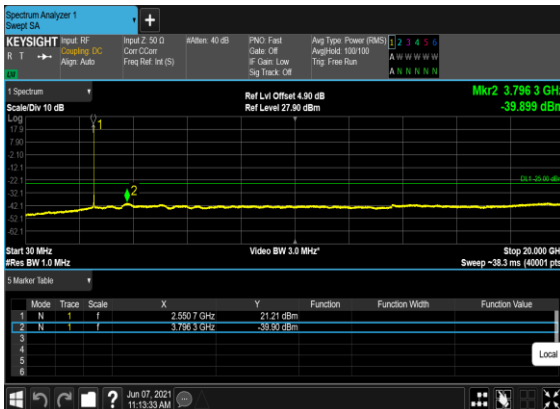 Spectrum Analyzer 1
Swept SA
+
KEYSIGHT Input: RF Input Z: 50 Ω #Atten: 40 dB PNO: Fast Avg Type: Power (RMS) 1 2 3 4 5 6
R T Coupling: DC Corr CCorr Gate: Off Avg|Hold: 100/100 A W W W W W
Align: Auto Freq Ref: Int (S) IF Gain: Low Trig: Free Run
Sig Track: Off A N N N N N
1 Spectrum
Ref Lvl Offset 4.90 dB Mkr2 3.796 3 GHz
Scale/Div 10 dB Ref Level 27.90 dBm -39.899 dBm
Log
17.9
7.90
-2.10
-12.1
-22.1
-32.1
-42.1
-52.1
-62.1
1
2
DL1 -25.00 dBm
Start 30 MHz Video BW 3.0 MHz* Stop 20.000 GHz
#Res BW 1.0 MHz Sweep ~38.3 ms (40001 pts)
5 Marker Table
Mode Trace Scale X Y Function Function Width Function Value
1 N 1 f 2.550 7 GHz 21.21 dBm
2 N 1 f 3.796 3 GHz -39.90 dBm
3
4
5
6
Local
? Jun 07, 2021
11:13:33 AM